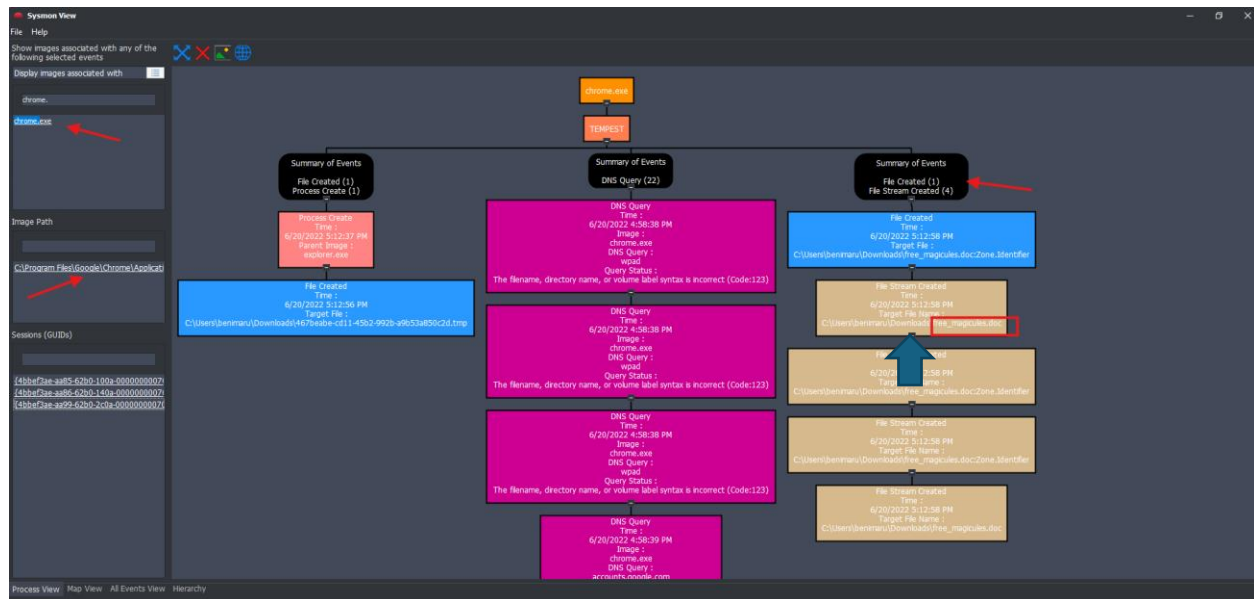 Sysmon View
File Help
Show images associated with any of the
following selected events
Display images associated with
chrome.
chrome.exe
Image Path
C:\Program Files\Google\Chrome\Applicati
Sessions (GUIDs)
chrome.exe
TEMPEST
Summary of Events
File Created (1)
Process Create (1)
Process Create
Time :
6/20/2022 5:12:37 PM
Parent Image :
explorer.exe
File Created
Time :
6/20/2022 5:12:56 PM
Target File :
C:\Users\benimaru\Downloads\467beabe-cd11-45b2-992b-a9b53a850c2d.tmp
Summary of Events
DNS Query (22)
DNS Query
Time :
6/20/2022 4:58:38 PM
Image :
chrome.exe
DNS Query :
wpad
Query Status :
The filename, directory name, or volume label syntax is incorrect (Code:123)
DNS Query
Time :
6/20/2022 4:58:38 PM
Image :
chrome.exe
DNS Query :
wpad
Query Status :
The filename, directory name, or volume label syntax is incorrect (Code:123)
DNS Query
Time :
6/20/2022 4:58:38 PM
Image :
chrome.exe
DNS Query :
wpad
Query Status :
The filename, directory name, or volume label syntax is incorrect (Code:123)
DNS Query
Time :
6/20/2022 4:58:39 PM
Image :
chrome.exe
DNS Query :
accounts.google.com
Summary of Events
File Created (1)
File Stream Created (4)
File Created
Time :
6/20/2022 5:12:58 PM
Target File :
C:\Users\benimaru\Downloads\free_magicules.doc:Zone.Identifier
File Stream Created
Time :
6/20/2022 5:12:58 PM
Target File Name :
C:\Users\benimaru\Downloads\free_magicules.doc
C:\Users\benimaru\Downloads\free_magicules.doc:Zone.Identifier
File Stream Created
Time :
6/20/2022 5:12:58 PM
Target File Name :
C:\Users\benimaru\Downloads\free_magicules.doc:Zone.Identifier
File Stream Created
Time :
6/20/2022 5:12:58 PM
Target File Name :
C:\Users\benimaru\Downloads\free_magicules.doc
Process View Map View All Events View Hierarchy